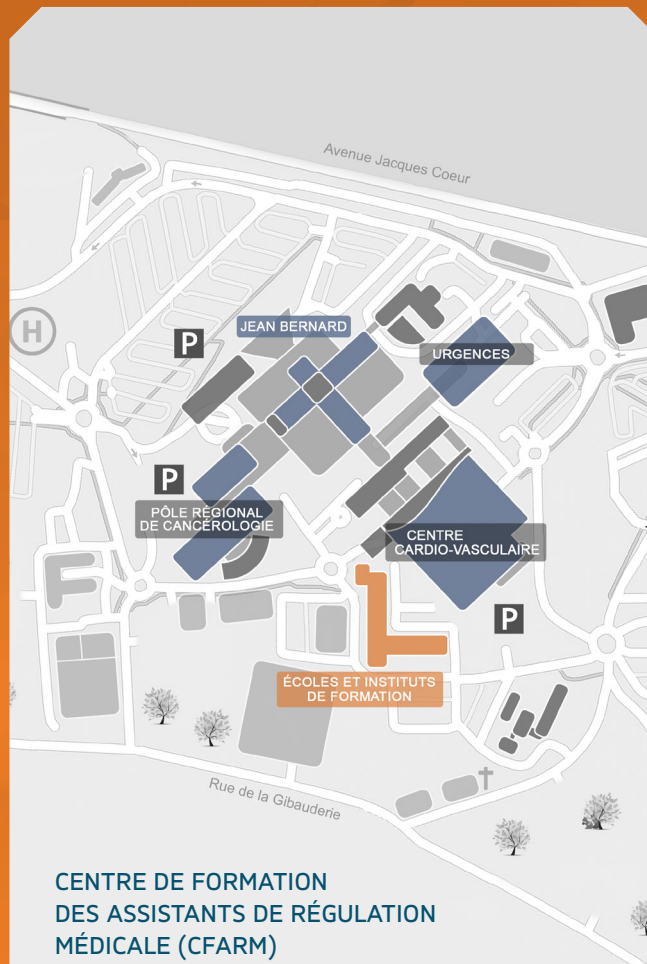 Avenue Jacques Coeur
H
JEAN BERNARD
P
URGENCES
P
PÔLE RÉGIONAL
DE CANCÉROLOGIE
CENTRE
CARDIO-VASCULAIRE
P
ÉCOLES ET INSTITUTS
DE FORMATION
Rue de la Gibauderie
CENTRE DE FORMATION
DES ASSISTANTS DE RÉGULATION
MÉDICALE (CFARM)